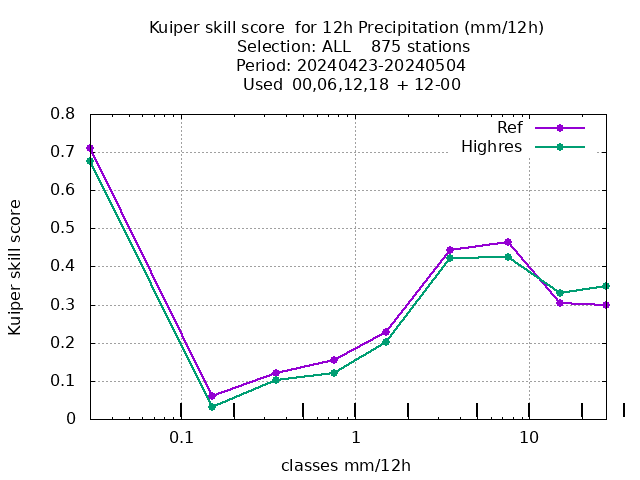 Kuiper skill score  for 12h Precipitation (mm/12h)
Selection: ALL    875 stations
Period: 20240423-20240504
Used  00,06,12,18 + 12-00
Ref
Highres
Kuiper skill score
0.8
0.7
0.6
0.5
0.4
0.3
0.2
0.1
0
0.1
1
10
classes mm/12h